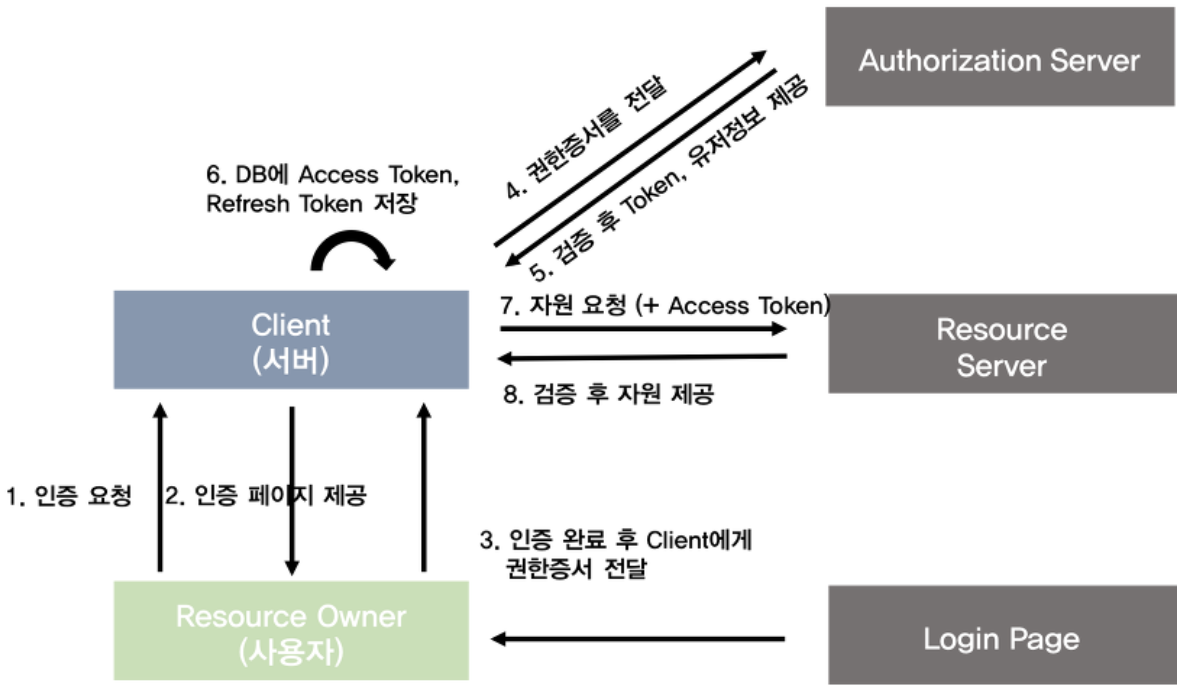 Authorization Server
4. 권한증서를 전달
5. 검증 후 Token, 유저정보 제공
6. DB에 Access Token,
Refresh Token 저장
Client
(서버)
7. 자원 요청 (+ Access Token)
8. 검증 후 자원 제공
Resource
Server
1. 인증 요청
2. 인증 페이지 제공
3. 인증 완료 후 Client에게
권한증서 전달
Resource Owner
(사용자)
Login Page